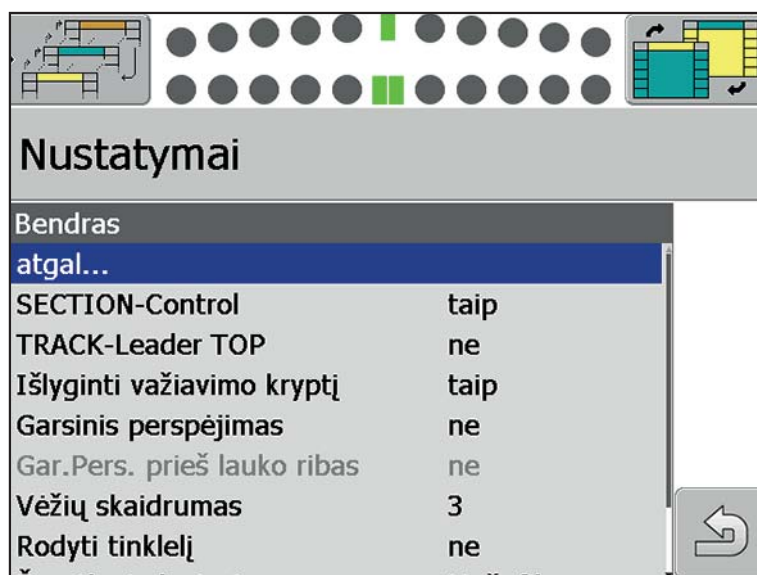 Nustatymai
Bendras
atgal...
SECTION-Control taip
TRACK-Leader TOP ne
Išlyginti važiavimo kryptį taip
Garsinis perspėjimas ne
Gar.Pers. prieš lauko ribas ne
Vėžių skaidrumas 3
Rodyti tinklelį ne